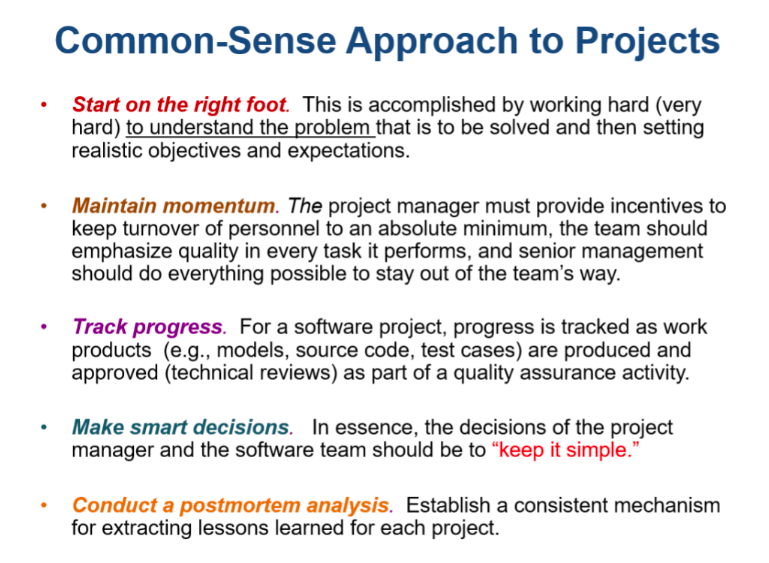 Common-Sense Approach to Projects
• Start on the right foot. This is accomplished by working hard (very
hard) to understand the problem that is to be solved and then setting
realistic objectives and expectations.
• Maintain momentum. The project manager must provide incentives to
keep turnover of personnel to an absolute minimum, the team should
emphasize quality in every task it performs, and senior management
should do everything possible to stay out of the team's way.
• Track progress. For a software project, progress is tracked as work
products (e.g., models, source code, test cases) are produced and
approved (technical reviews) as part of a quality assurance activity.
• Make smart decisions. In essence, the decisions of the project
manager and the software team should be to “keep it simple.”
• Conduct a postmortem analysis. Establish a consistent mechanism
for extracting lessons learned for each project.